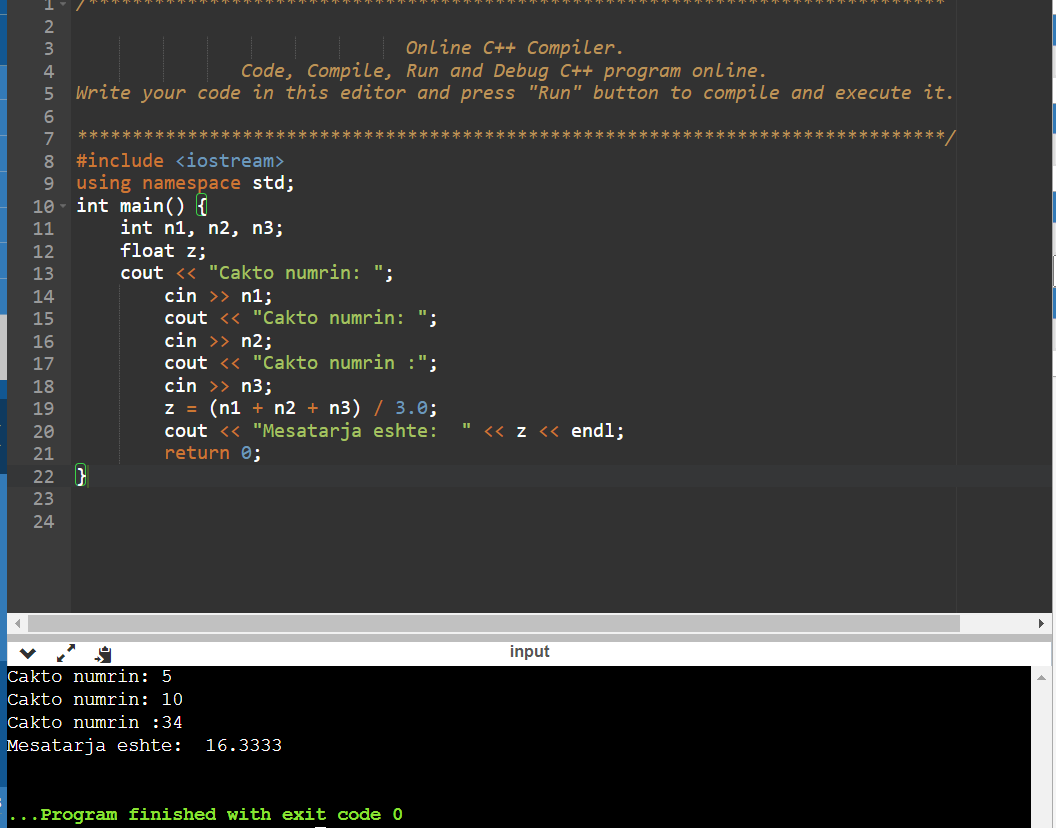 1 /******************************************************************************
2
3 Online C++ Compiler.
4 Code, Compile, Run and Debug C++ program online.
5 Write your code in this editor and press "Run" button to compile and execute it.
6
7 *******************************************************************************/
8 #include <iostream>
9 using namespace std;
10 int main() {
11 int n1, n2, n3;
12 float z;
13 cout << "Cakto numrin: ";
14 cin >> n1;
15 cout << "Cakto numrin: ";
16 cin >> n2;
17 cout << "Cakto numrin :";
18 cin >> n3;
19 z = (n1 + n2 + n3) / 3.0;
20 cout << "Mesatarja eshte:  " << z << endl;
21 return 0;
22 }
23
24
input
Cakto numrin: 5
Cakto numrin: 10
Cakto numrin :34
Mesatarja eshte:  16.3333
...Program finished with exit code 0